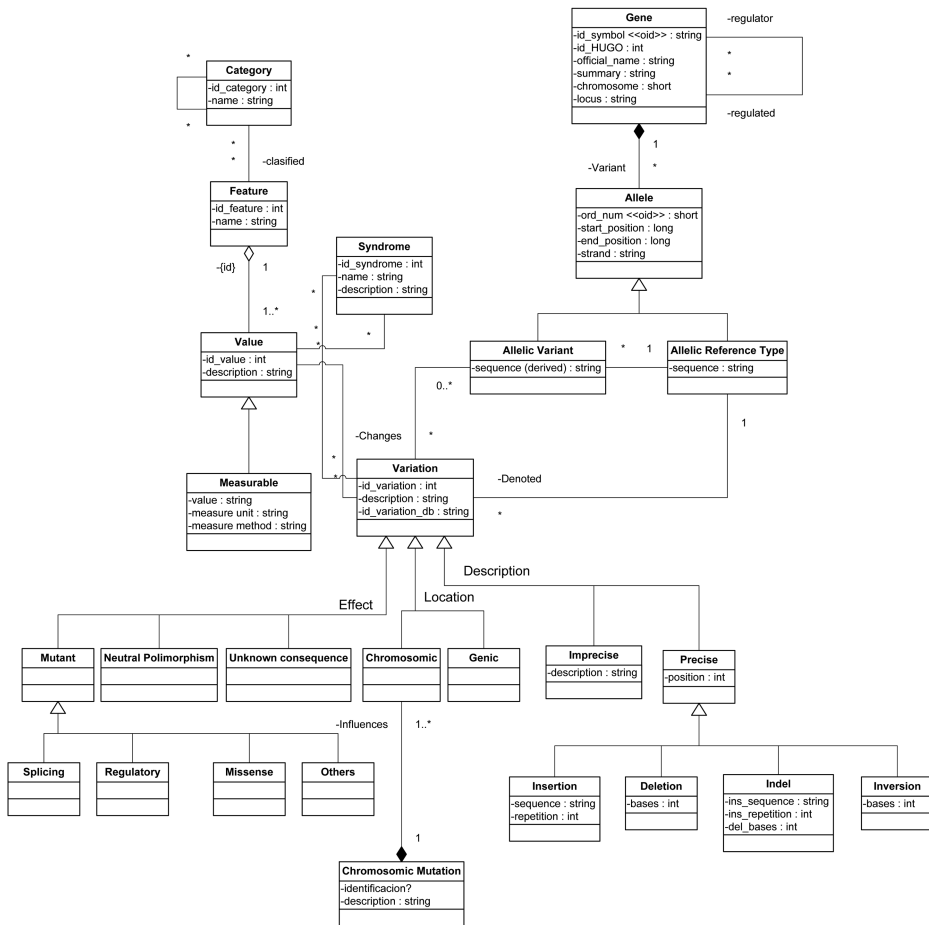 Gene
-id_symbol <<oid>> : string
-id_HUGO : int
-official_name : string
-summary : string
-chromosome : short
-locus : string
-regulator
*
*
-regulated
*
Category
-id_category : int
-name : string
*
*
*
-clasified
1
-Variant
*
Feature
-id_feature : int
-name : string
Allele
-ord_num <<oid>> : short
-start_position : long
-end_position : long
-strand : string
-{id}
1
1..*
Syndrome
-id_syndrome : int
-name : string
-description : string
*
*
*
*
Value
-id_value : int
-description : string
Allelic Variant
-sequence (derived) : string
*
1
Allelic Reference Type
-sequence : string
0..*
1
-Changes
*
*
*
Variation
-id_variation : int
-description : string
-id_variation_db : string
-Denoted
*
Measurable
-value : string
-measure unit : string
-measure method : string
Effect
Location
Description
Mutant
Neutral Polimorphism
Unknown consequence
Chromosomic
Genic
Imprecise
-description : string
Precise
-position : int
-Influences
1..*
Splicing
Regulatory
Missense
Others
Insertion
-sequence : string
-repetition : int
Deletion
-bases : int
Indel
-ins_sequence : string
-ins_repetition : int
-del_bases : int
Inversion
-bases : int
1
Chromosomic Mutation
-identificacion?
-description : string